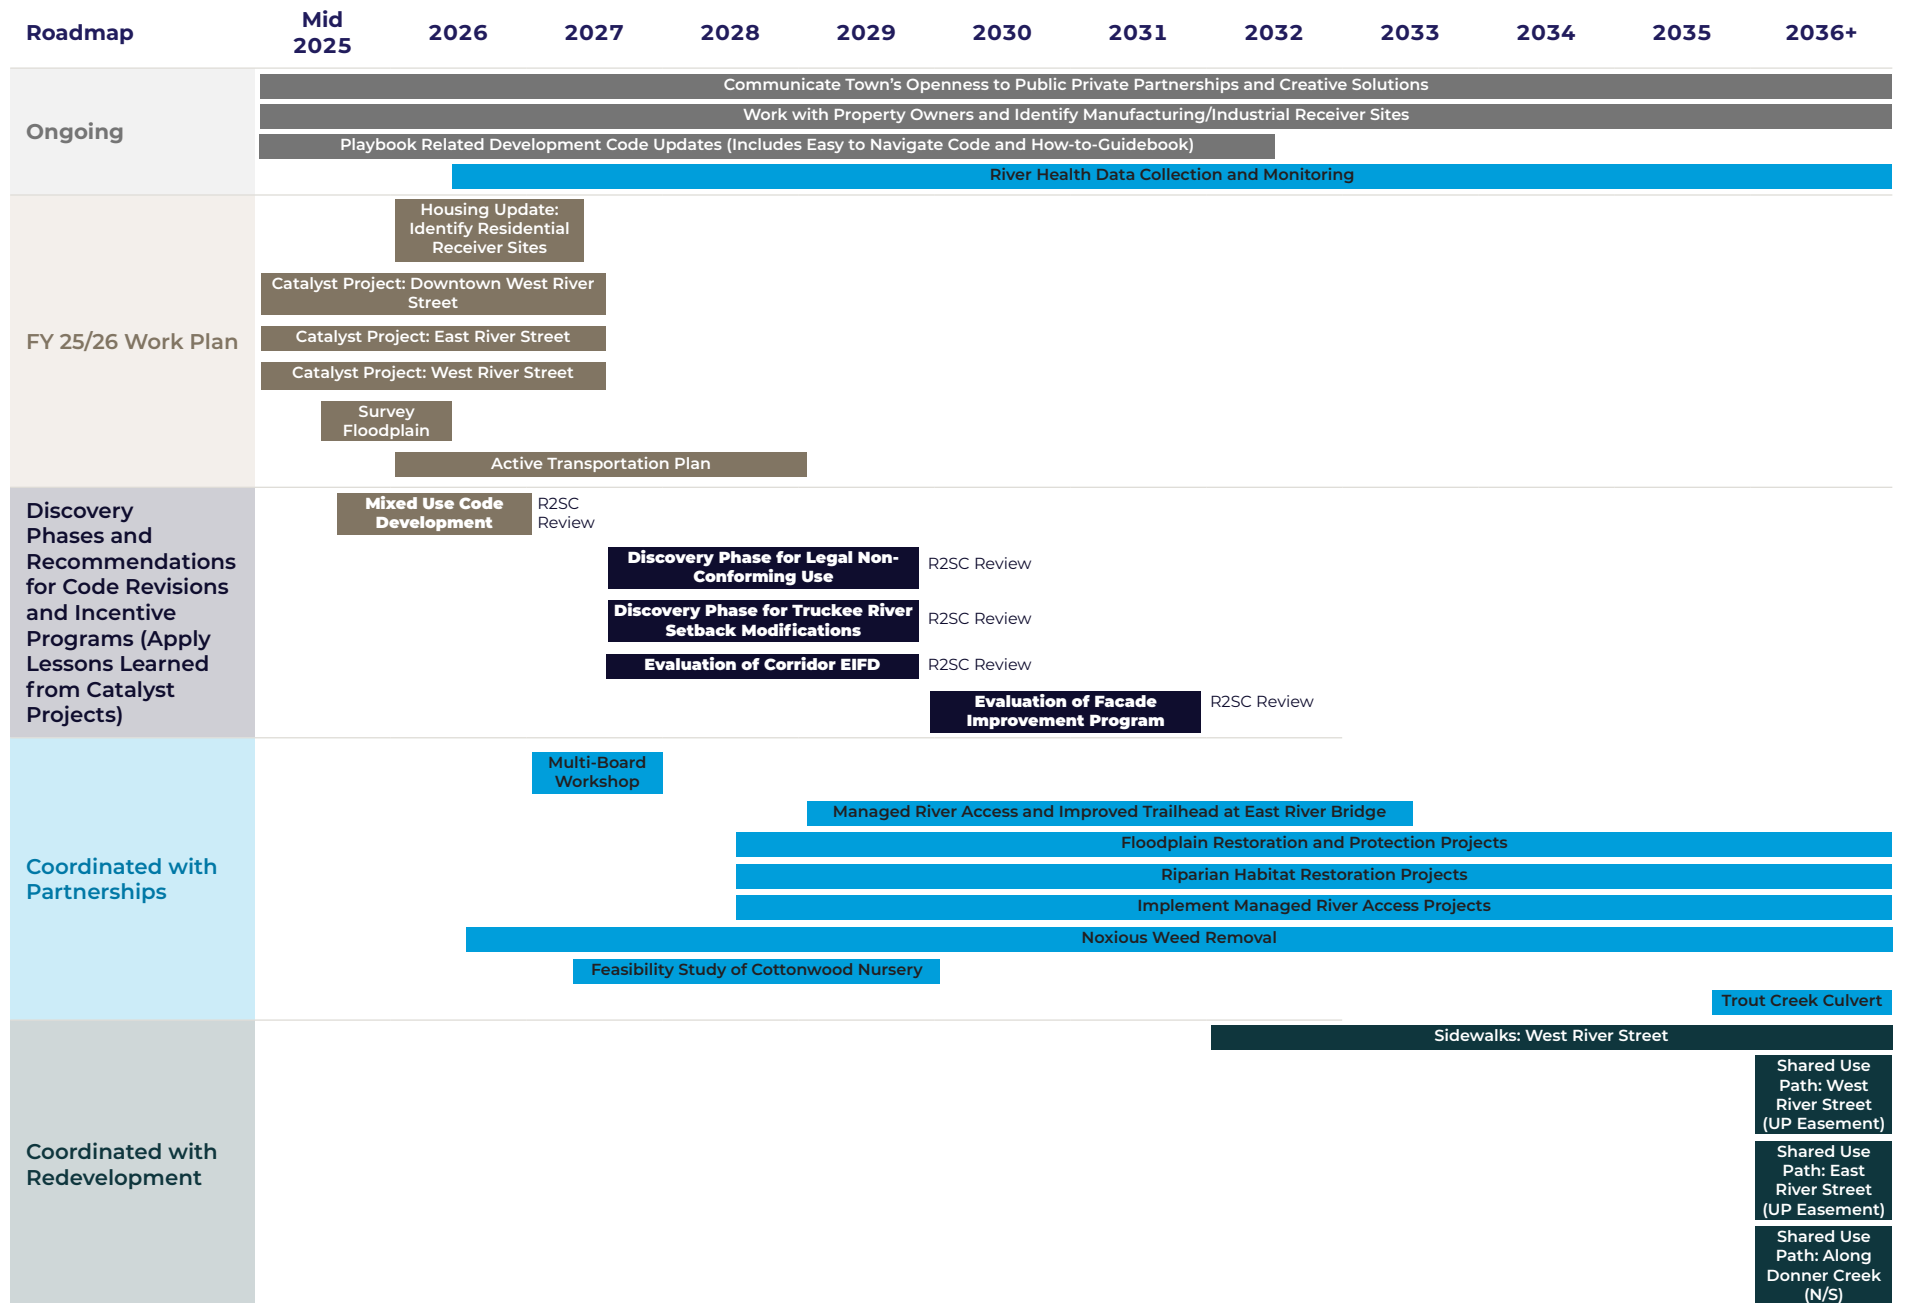 Roadmap
Mid
2025
2026
2027
2028
2029
2030
2031
2032
2033
2034
2035
2036+
Ongoing
Communicate Town’s Openness to Public Private Partnerships and Creative Solutions
Work with Property Owners and Identify Manufacturing/Industrial Receiver Sites
Playbook Related Development Code Updates (Includes Easy to Navigate Code and How-to-Guidebook)
River Health Data Collection and Monitoring
FY 25/26 Work Plan
Housing Update:
Identify Residential
Receiver Sites
Catalyst Project: Downtown West River
Street
Catalyst Project: East River Street
Catalyst Project: West River Street
Survey
Floodplain
Active Transportation Plan
Discovery
Phases and
Recommendations
for Code Revisions
and Incentive
Programs (Apply
Lessons Learned
from Catalyst
Projects)
Mixed Use Code
Development
R2SC
Review
Discovery Phase for Legal Non-
Conforming Use
R2SC Review
Discovery Phase for Truckee River
Setback Modifications
R2SC Review
Evaluation of Corridor EIFD
R2SC Review
Evaluation of Facade
Improvement Program
R2SC Review
Coordinated with
Partnerships
Multi-Board
Workshop
Managed River Access and Improved Trailhead at East River Bridge
Floodplain Restoration and Protection Projects
Riparian Habitat Restoration Projects
Implement Managed River Access Projects
Noxious Weed Removal
Feasibility Study of Cottonwood Nursery
Trout Creek Culvert
Coordinated with
Redevelopment
Sidewalks: West River Street
Shared Use
Path: West
River Street
(UP Easement)
Shared Use
Path: East
River Street
(UP Easement)
Shared Use
Path: Along
Donner Creek
(N/S)